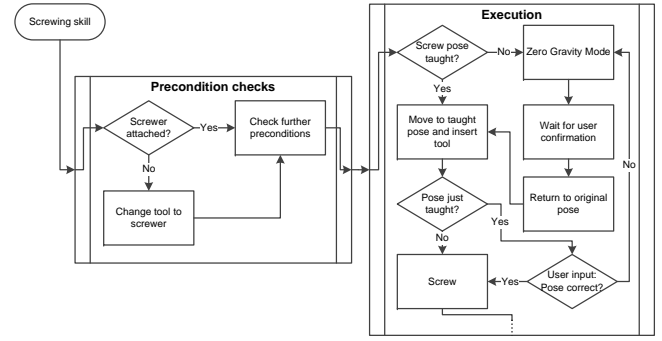 Screwing skill
Precondition checks
Screwer
attached?
Yes
Check further
preconditions
No
Change tool to
screwer
Execution
Screw pose
taught?
No
Zero Gravity Mode
Yes
Move to taught
pose and insert
tool
Wait for user
confirmation
No
Pose just
taught?
Yes
Return to original
pose
No
Screw
Yes
User input:
Pose correct?